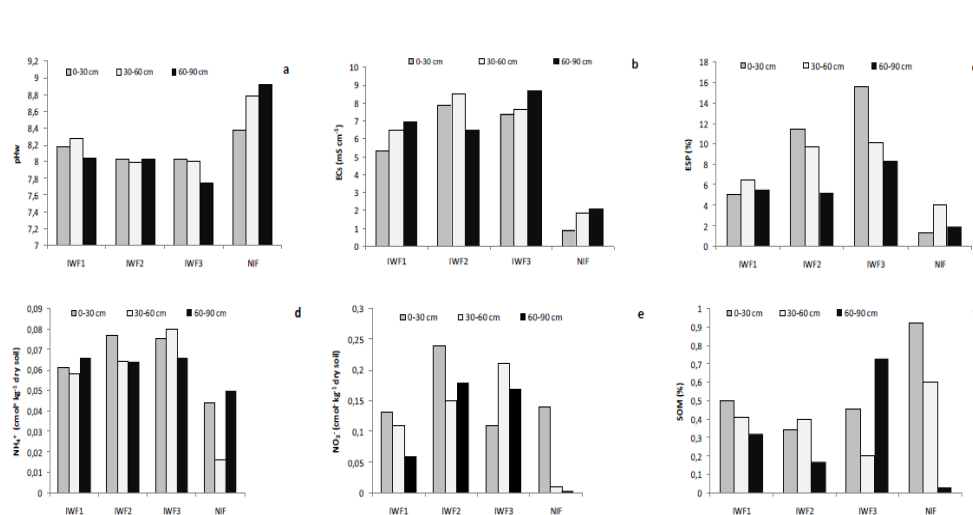 a
0-30 cm 30-60 cm 60-90 cm
pHw
9,2
9
8,8
8,6
8,4
8,2
8
7,8
7,6
7,4
7,2
7
IWF1 IWF2 IWF3 NIF
b
0-30 cm 30-60 cm 60-90 cm
ECs (mS cm⁻¹)
10
9
8
7
6
5
4
3
2
1
0
IWF1 IWF2 IWF3 NIF
0-30 cm 30-60 cm 60-90 cm
ESP (%)
18
16
14
12
10
8
6
4
2
0
IWF1 IWF2 IWF3 NIF
d
0-30 cm 30-60 cm 60-90 cm
NH₄⁺ (cmol⁺ kg⁻¹ dry soil)
0,09
0,08
0,07
0,06
0,05
0,04
0,03
0,02
0,01
0
IWF1 IWF2 IWF3 NIF
e
0-30 cm 30-60 cm 60-90 cm
NO₃⁻ (cmol⁻ kg⁻¹ dry soil)
0,3
0,25
0,2
0,15
0,1
0,05
0
IWF1 IWF2 IWF3 NIF
0-30 cm 30-60 cm 60-90 cm
SOM (%)
1
0,9
0,8
0,7
0,6
0,5
0,4
0,3
0,2
0,1
0
IWF1 IWF2 IWF3 NIF